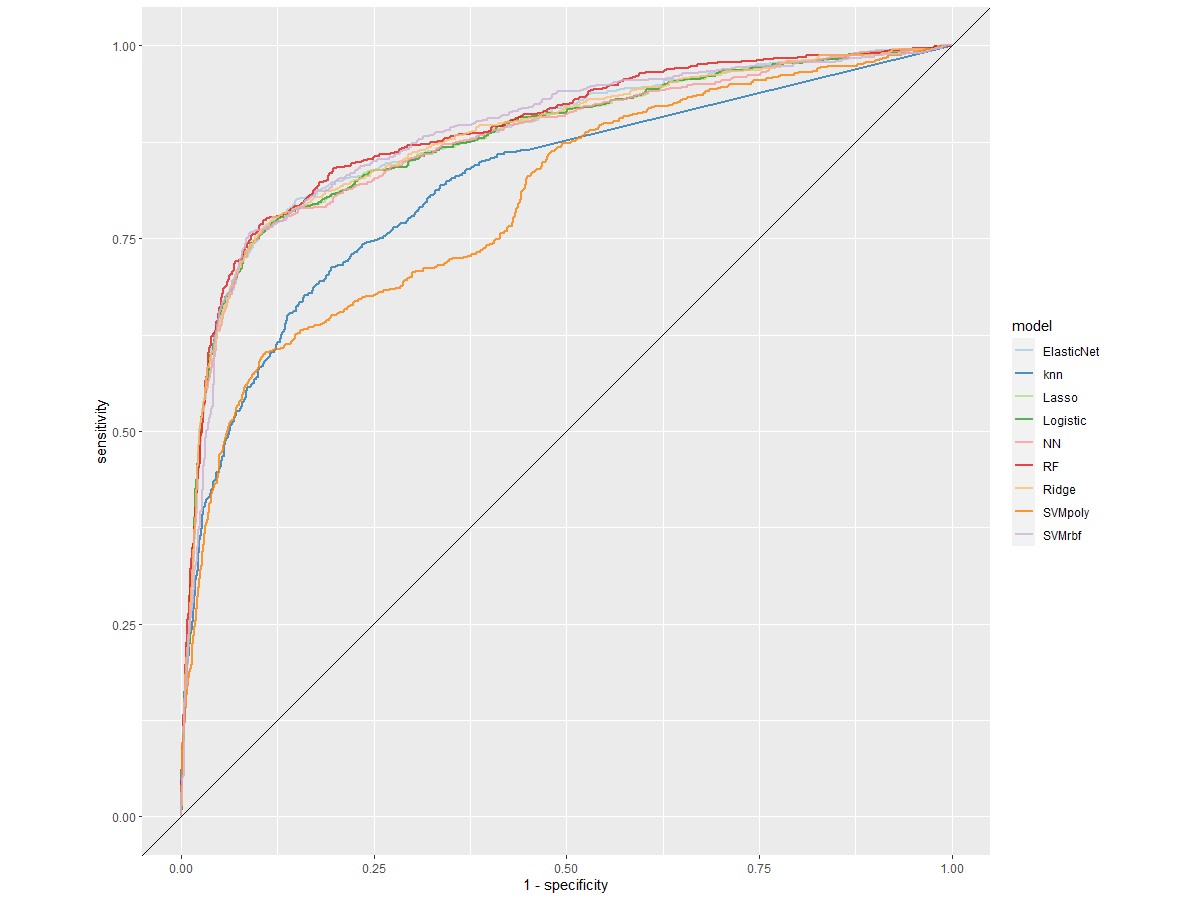 1.00
0.75
0.50
0.25
0.00
sensitivity
0.00 0.25 0.50 0.75 1.00
1 - specificity
model
ElasticNet
knn
Lasso
Logistic
NN
RF
Ridge
SVMpoly
SVMrbf